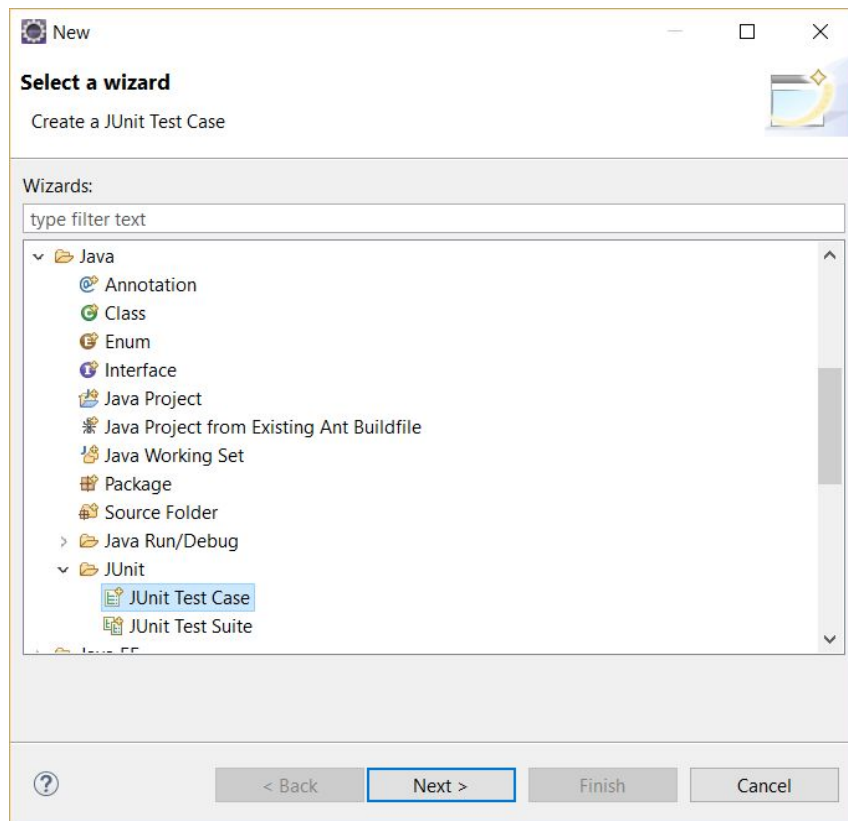 New
Select a wizard
Create a JUnit Test Case
Wizards:
type filter text
Java
Annotation
Class
Enum
Interface
Java Project
Java Project from Existing Ant Buildfile
Java Working Set
Package
Source Folder
Java Run/Debug
JUnit
JUnit Test Case
JUnit Test Suite
Java EE
< Back
Next >
Finish
Cancel